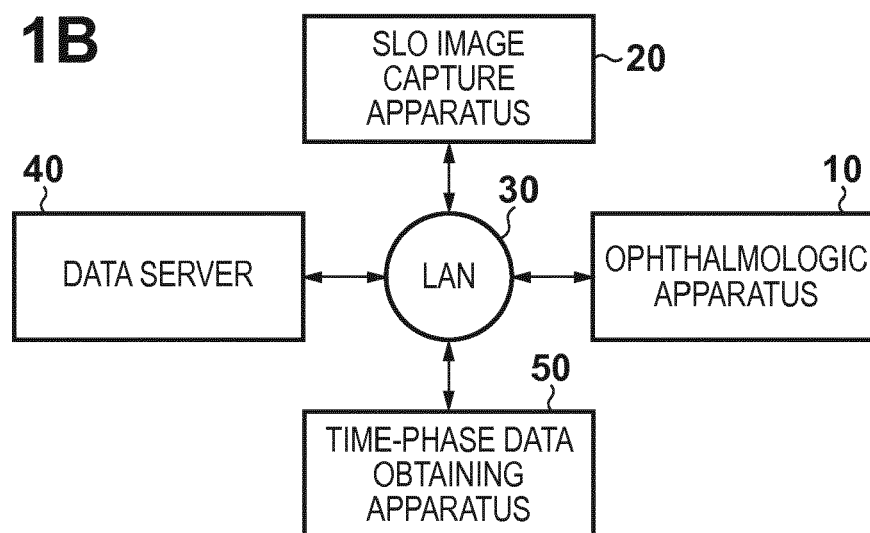 1B
SLO IMAGE
CAPTURE
APPARATUS
20
40
30
10
DATA SERVER
LAN
OPHTHALMOLOGIC
APPARATUS
50
TIME-PHASE DATA
OBTAINING
APPARATUS